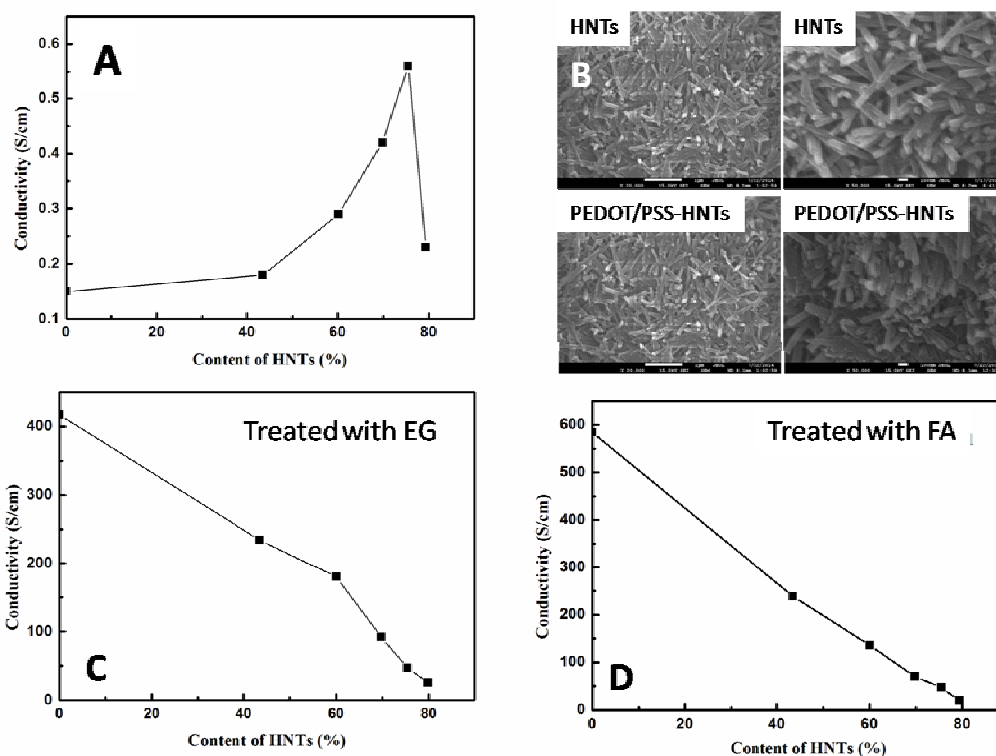 A
0.6
0.5
0.4
0.3
0.2
0.1
0 20 40 60 80
Conductivity (S/cm)
Content of HNTs (%)
HNTs
HNTs
B
PEDOT/PSS-HNTs
PEDOT/PSS-HNTs
Treated with EG
400
300
200
100
0
0 20 40 60 80
Conductivity (S/cm)
Content of HNTs (%)
C
Treated with FA
600
500
400
300
200
100
0
0 20 40 60 80
Conductivity (S/cm)
Content of HNTs (%)
D